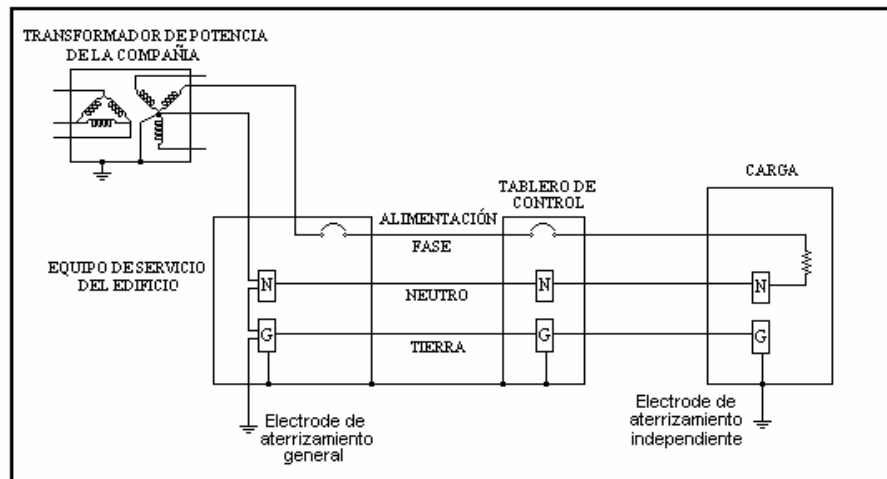 TRANSFORMADOR DE POTENCIA
DE LA COMPAÑIA
CARGA
TABLERO DE
CONTROL
ALIMENTACIÓN
FASE
EQUIPO DE SERVICIO
DEL EDIFICIO
N
N
N
NEUTRO
G
G
G
TIERRA
Electrode de
aterrizamiento
general
Electrode de
aterrizamiento
independiente